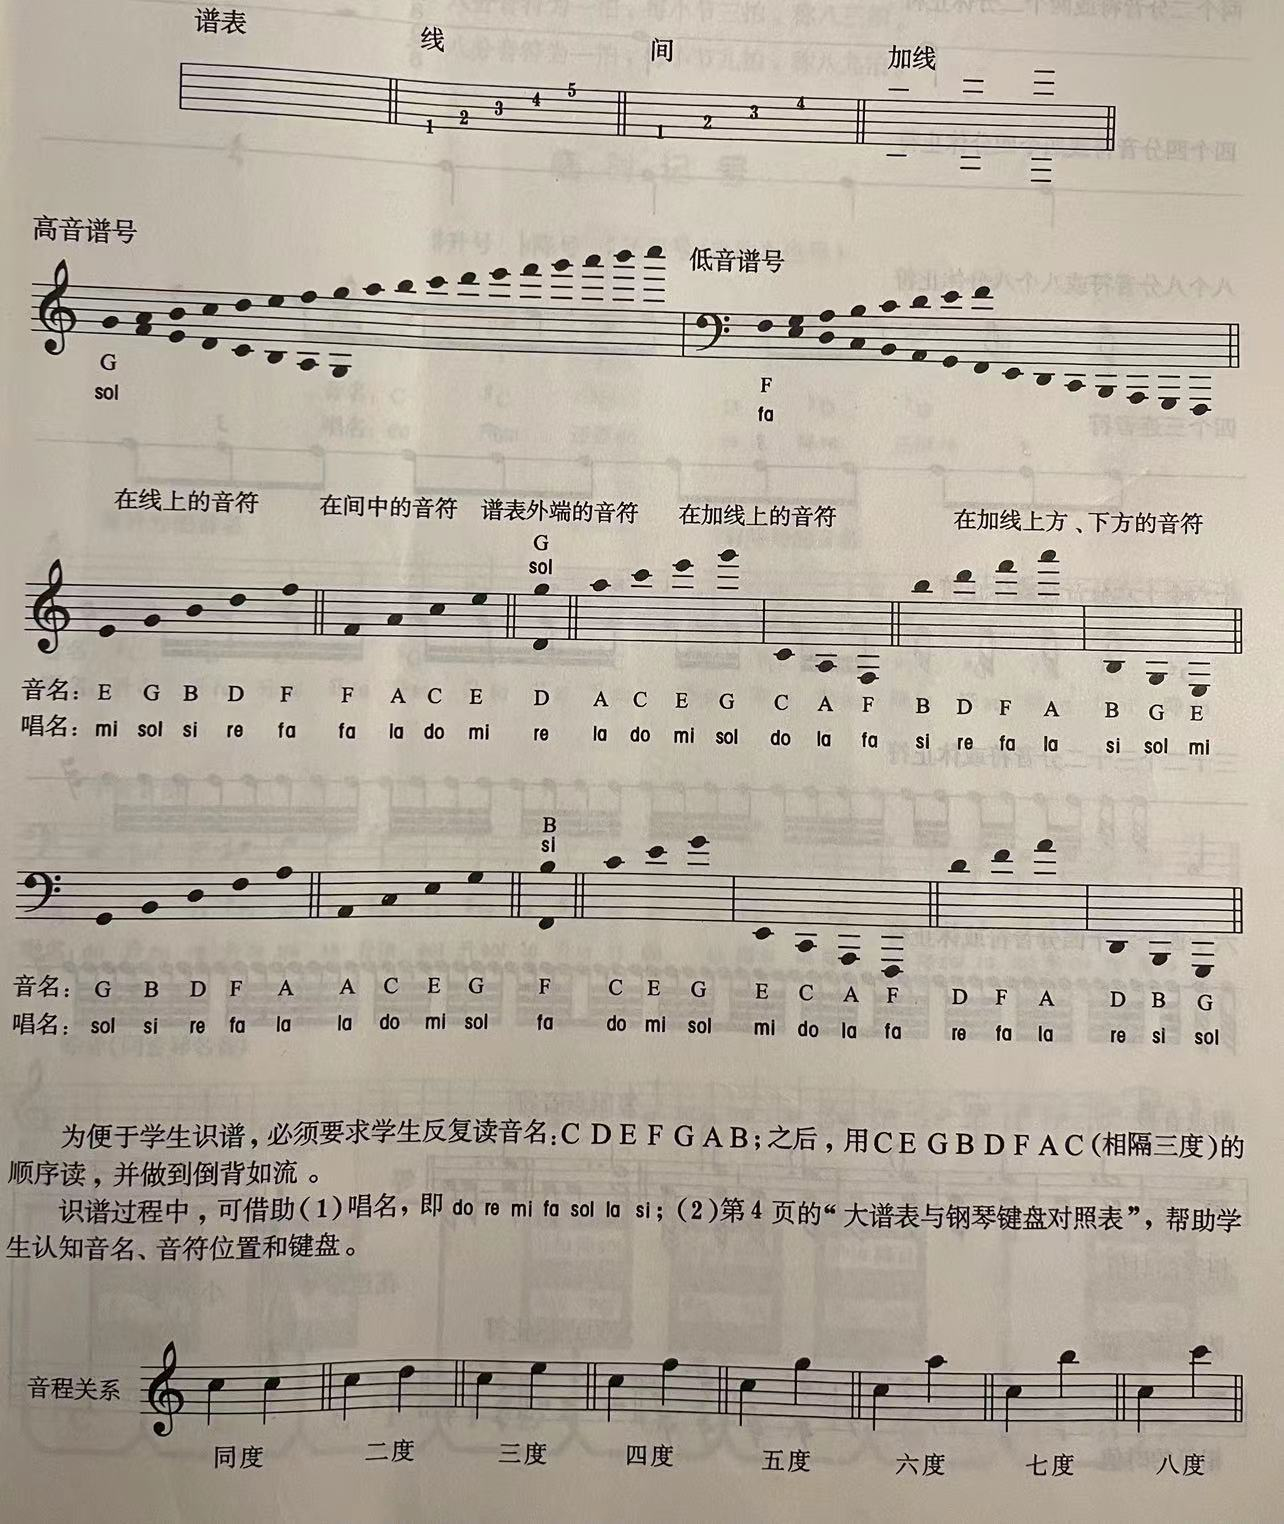 谱表 线 间 加线
1 2 3 4 5 1 2 3 4
高音谱号 低音谱号
G F
sol fa
在线上的音符 在间中的音符 谱表外端的音符 在加线上的音符 在加线上方、下方的音符
G
sol
音名: E G B D F F A C E D A C E G C A F B D F A B G E
唱名: mi sol si re fa fa la do mi re la do mi sol do la fa si re fa la si sol mi
B
si
音名: G B D F A A C E G F C E G E C A F D F A D B G
唱名: sol si re fa la la do mi sol fa do mi sol mi do la fa re fa la re si sol
为便于学生识谱,必须要求学生反复读音名:C D E F G A B;之后,用C E G B D F A C(相隔三度)的
顺序读,并做到倒背如流。
识谱过程中,可借助(1)唱名,即 do re mi fa sol la si;(2)第4页的“大谱表与钢琴键盘对照表”,帮助学
生认知音名、音符位置和键盘。
音程关系
同度 二度 三度 四度 五度 六度 七度 八度